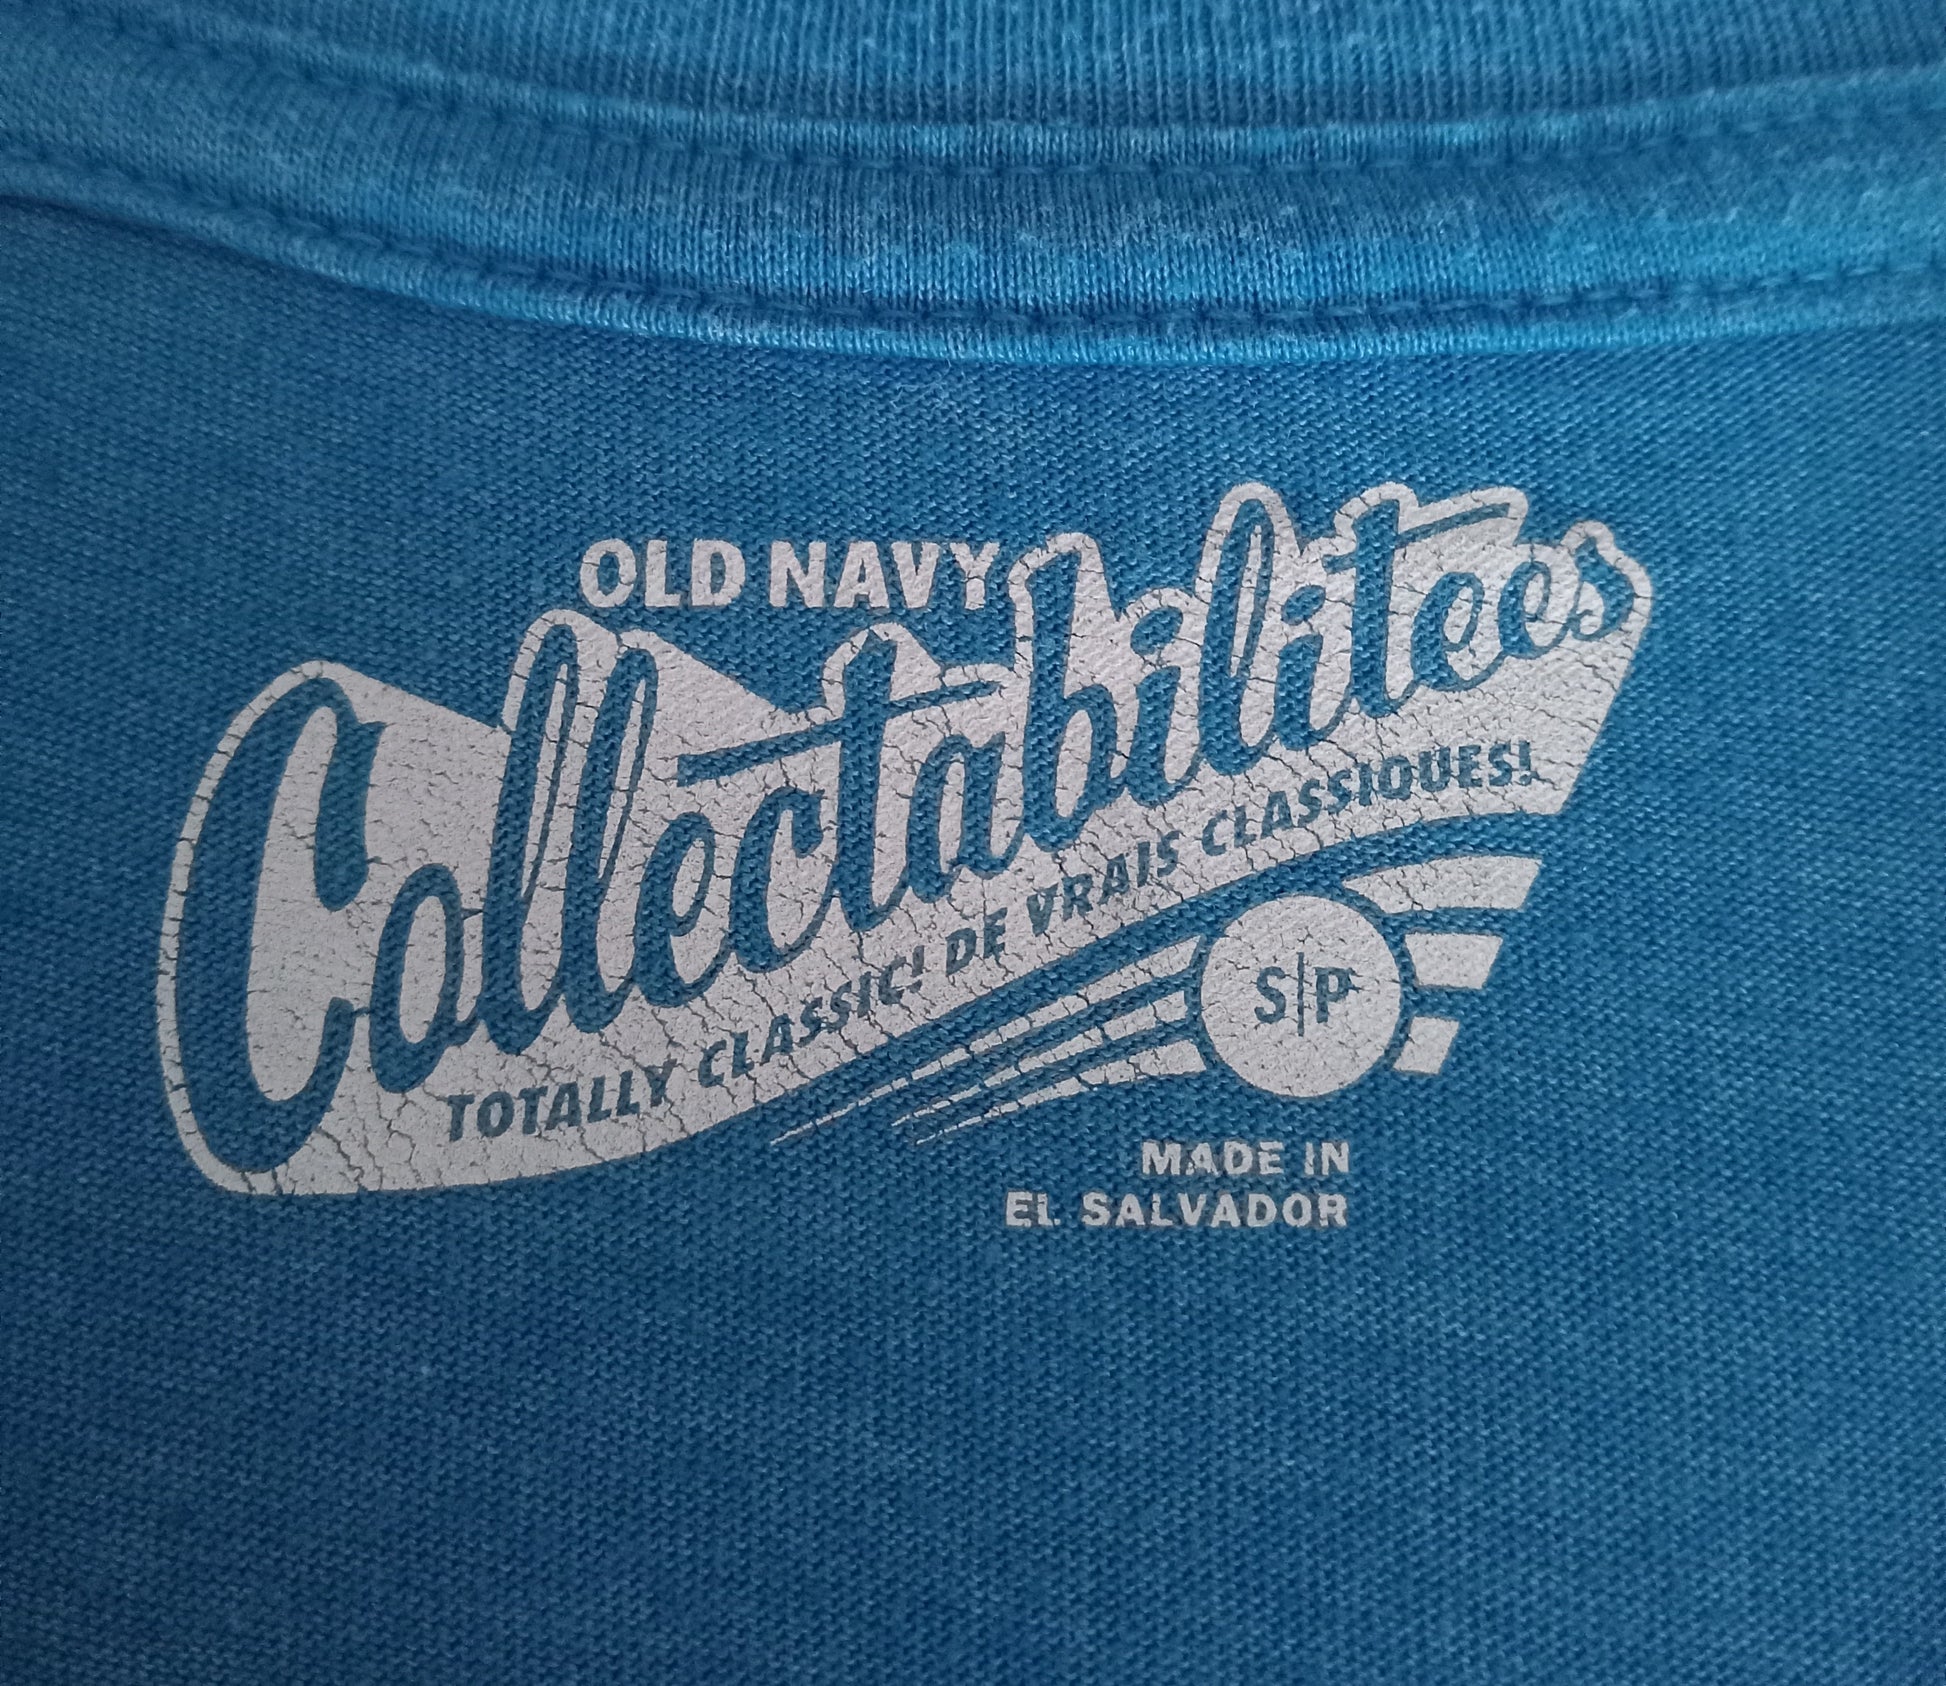 OLD NAVY
Collectabilitees
TOTALLY CLASSIC! DE VRAIS CLASSIQUES!
S|P
MADE IN
EL SALVADOR